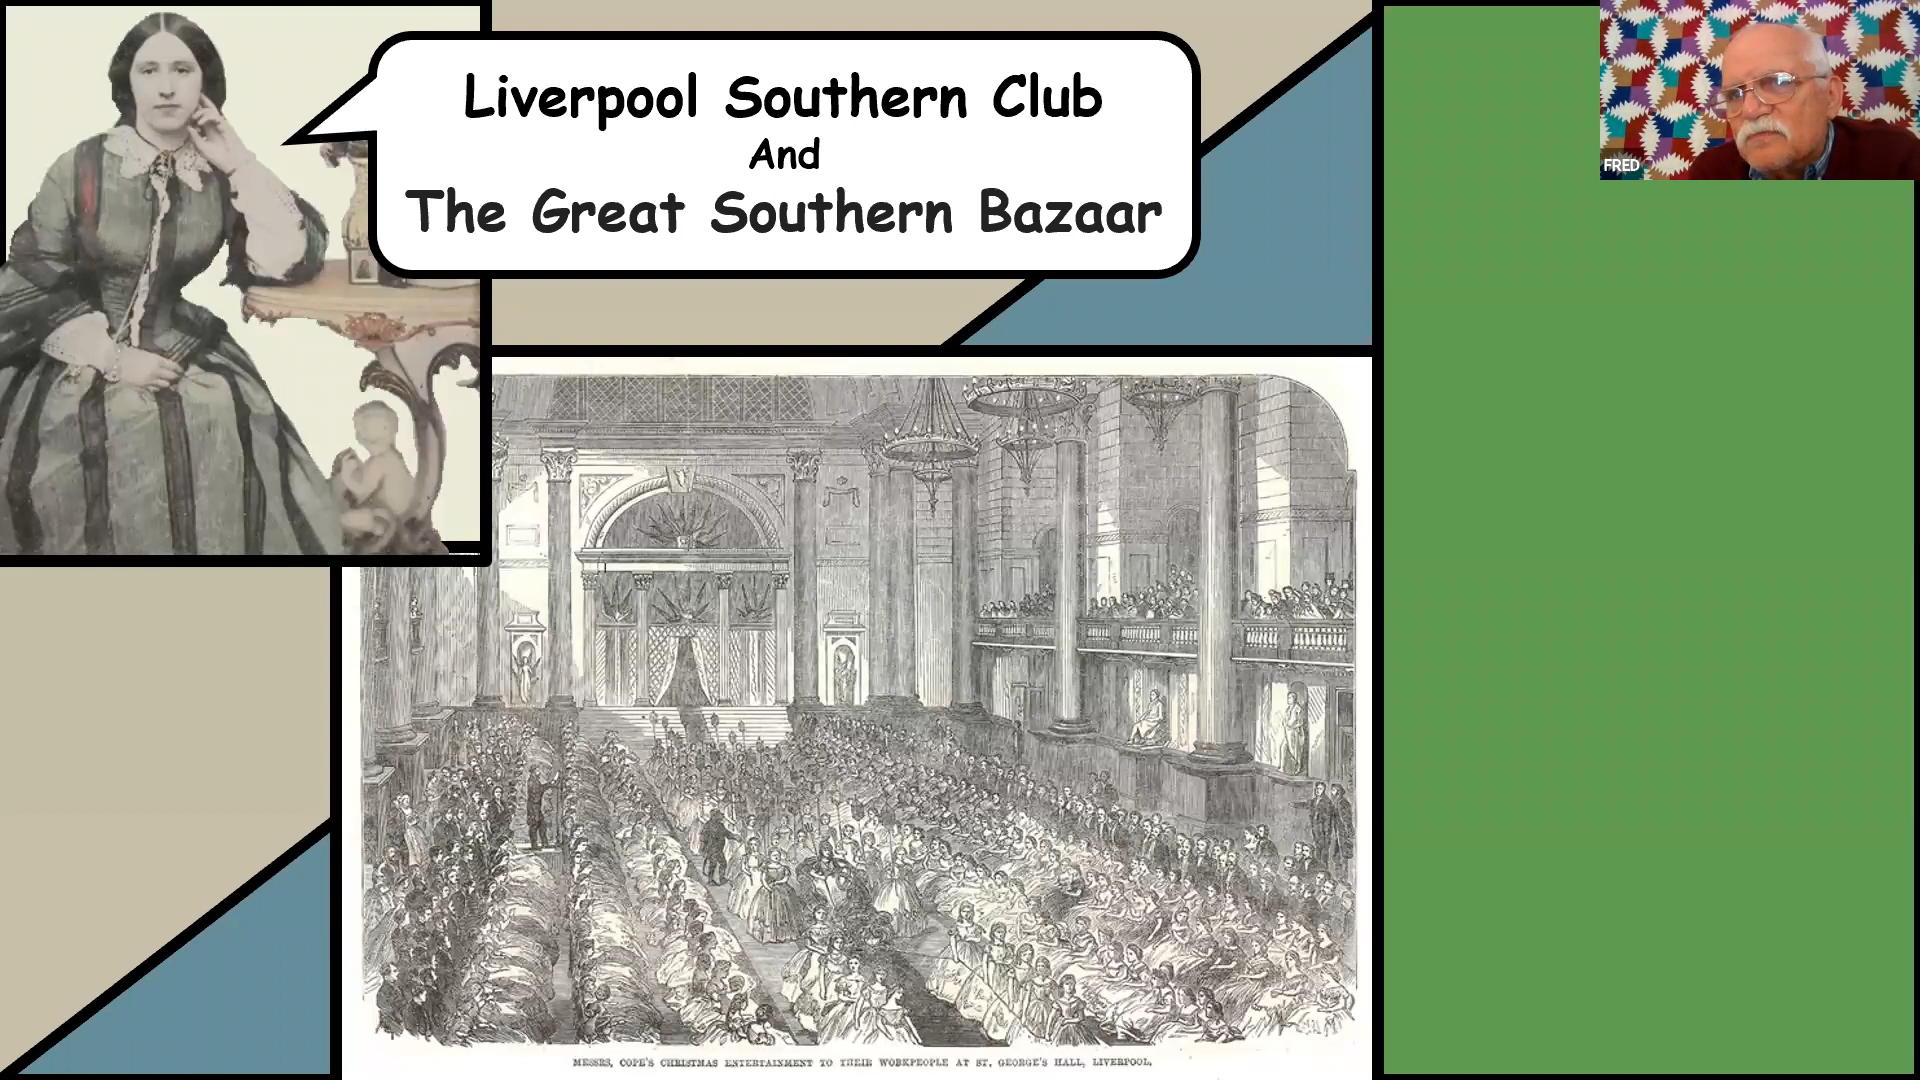 Liverpool Southern Club
And
The Great Southern Bazaar
FRED
MESSRS. COPE'S CHRISTMAS ENTERTAINMENT TO THEIR WORKPEOPLE AT ST. GEORGE'S HALL, LIVERPOOL.